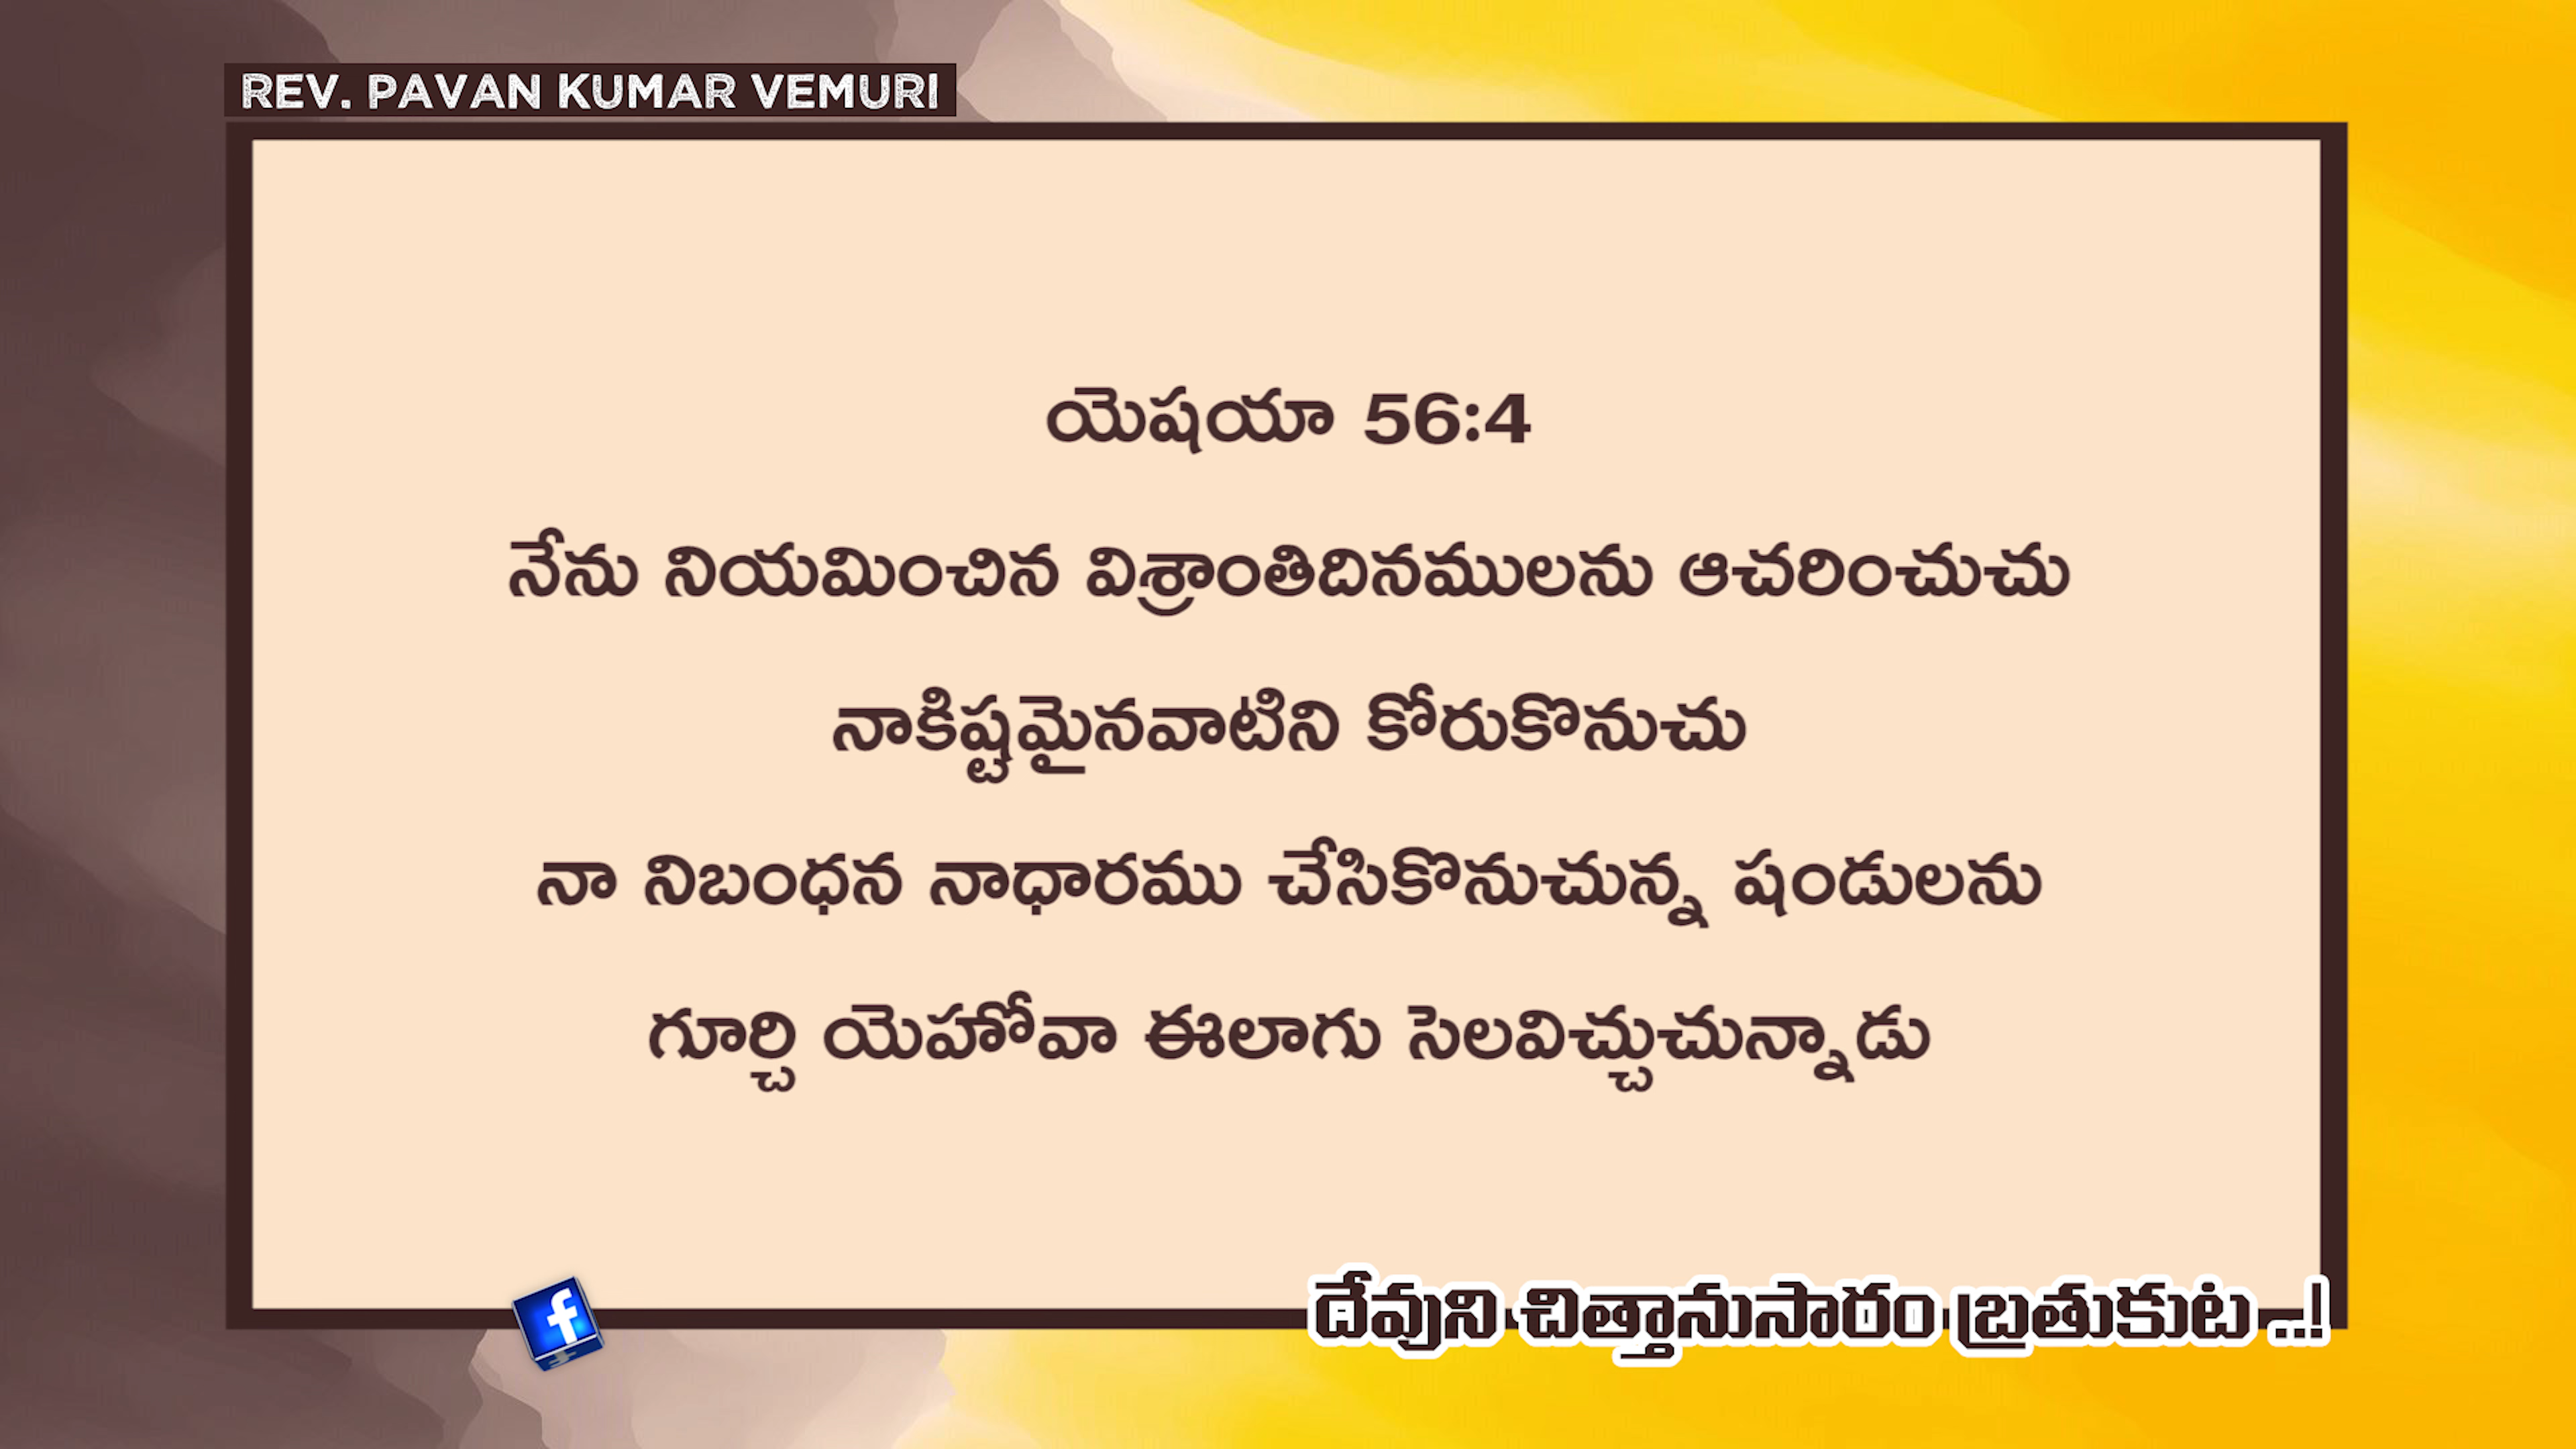 REV. PAVAN KUMAR VEMURI
యెషయా 56:4
నేను నియమించిన విశ్రాంతిదినములను ఆచరించుచు
నాకిష్టమైనవాటిని కోరుకొనుచు
నా నిబంధన నాధారము చేసికొనుచున్న షండులను
గూర్చి యెహోవా ఈలాగు సెలవిచ్చుచున్నాడు
f
దేవుని చిత్తానుసారం బ్రతుకుట ..!